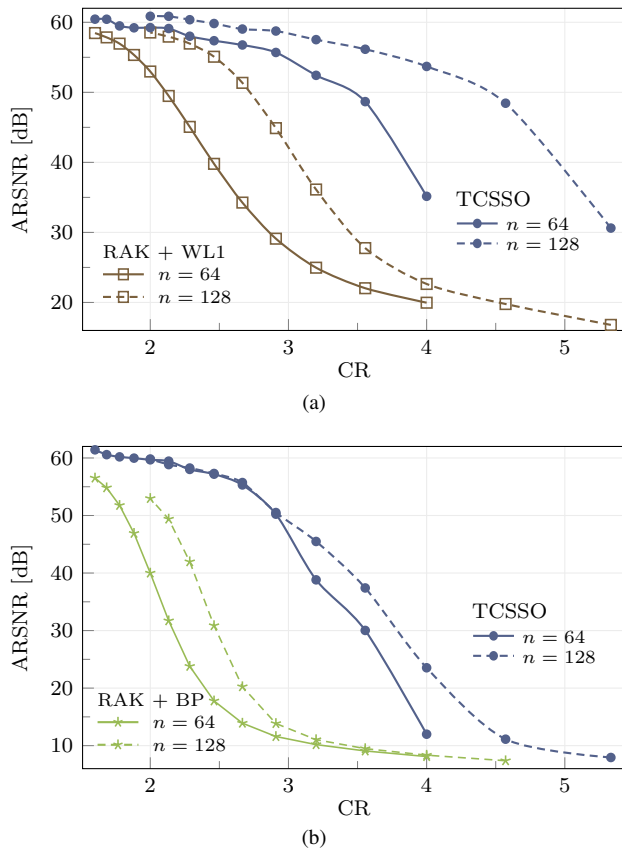 60
50
40
30
20
ARSNR [dB]
TCSSO
n = 64
n = 128
RAK + WL1
n = 64
n = 128
2
3
4
5
CR
(a)
60
50
40
30
20
10
ARSNR [dB]
TCSSO
n = 64
n = 128
RAK + BP
n = 64
n = 128
2
3
4
5
CR
(b)